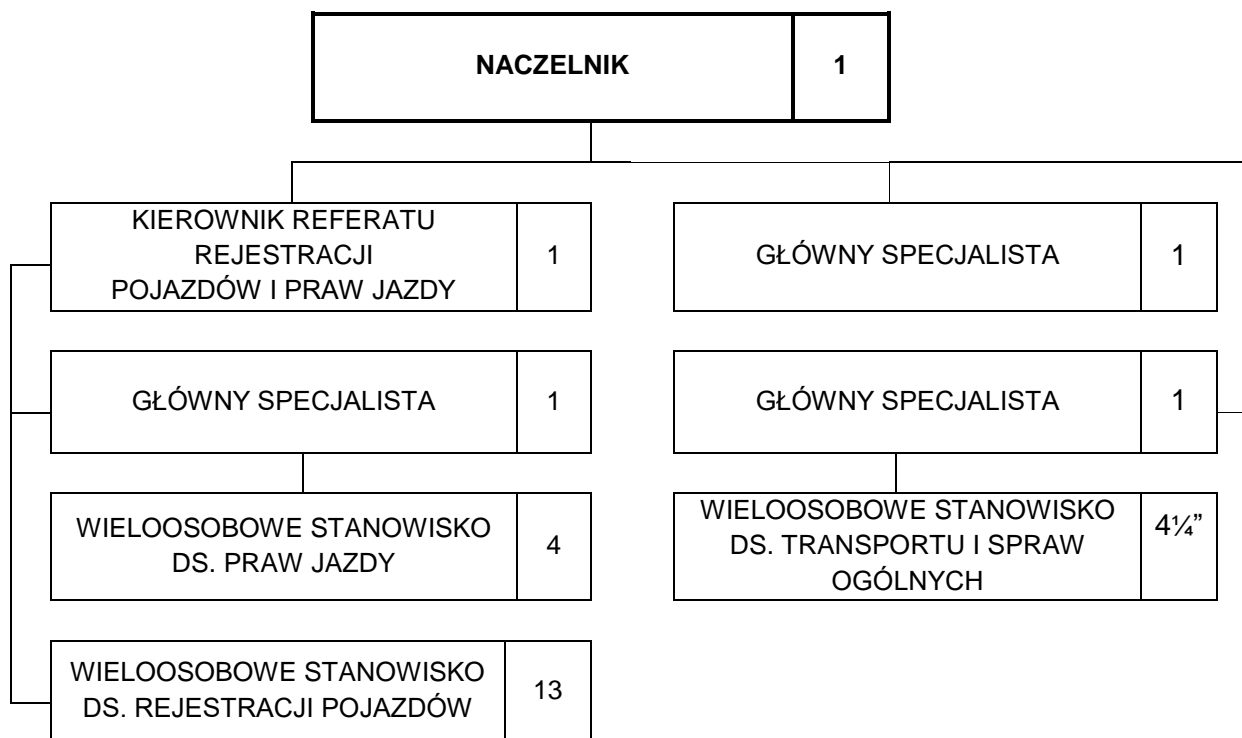 NACZELNIK 1
KIEROWNIK REFERATU
REJESTRACJI
POJAZDÓW I PRAW JAZDY
1
GŁÓWNY SPECJALISTA 1
GŁÓWNY SPECJALISTA 1
GŁÓWNY SPECJALISTA 1
WIELOOSOBOWE STANOWISKO
DS. PRAW JAZDY
4
WIELOOSOBOWE STANOWISKO
DS. TRANSPORTU I SPRAW
OGÓLNYCH
4¼”
WIELOOSOBOWE STANOWISKO
DS. REJESTRACJI POJAZDÓW
13